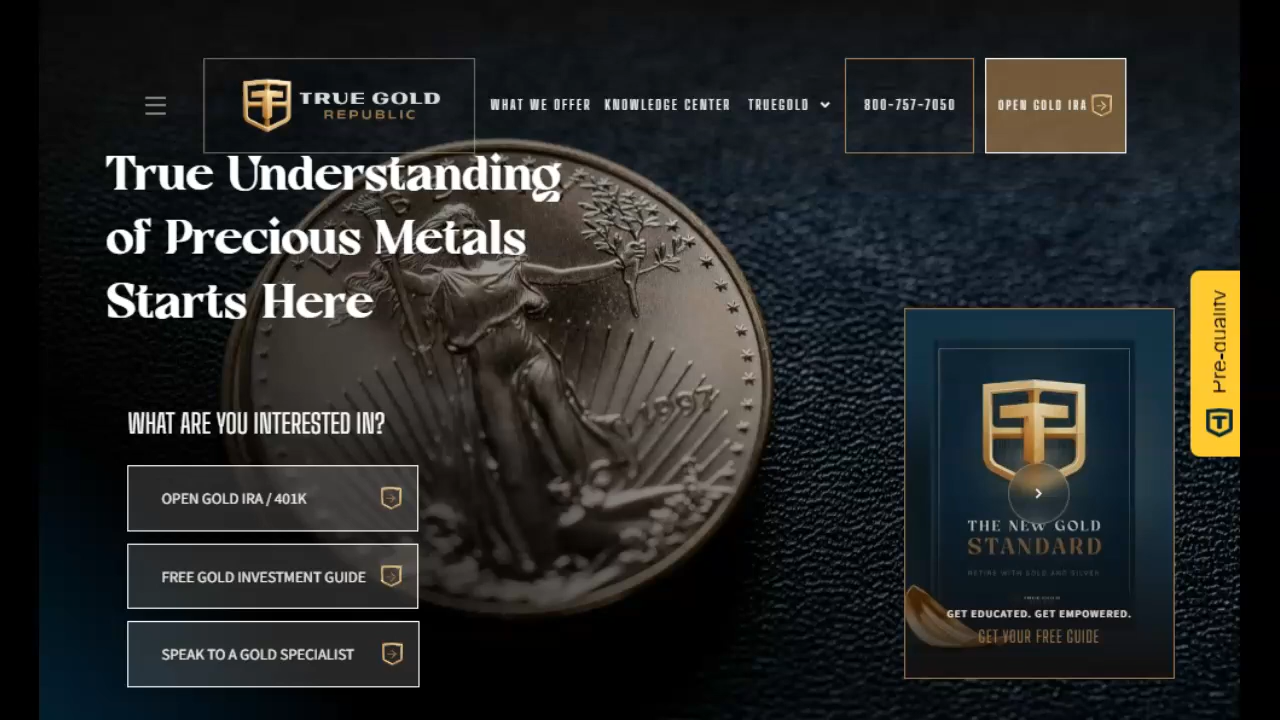 TRUE GOLD
REPUBLIC
WHAT WE OFFER
KNOWLEDGE CENTER
TRUEGOLD
800-757-7050
OPEN GOLD IRA
True Understanding
of Precious Metals
Starts Here
LIBERTY
1997
WHAT ARE YOU INTERESTED IN?
OPEN GOLD IRA / 401K
FREE GOLD INVESTMENT GUIDE
SPEAK TO A GOLD SPECIALIST
Pre-qualify
THE NEW GOLD
STANDARD
RETIRE WITH GOLD AND SILVER
GET EDUCATED. GET EMPOWERED.
GET YOUR FREE GUIDE